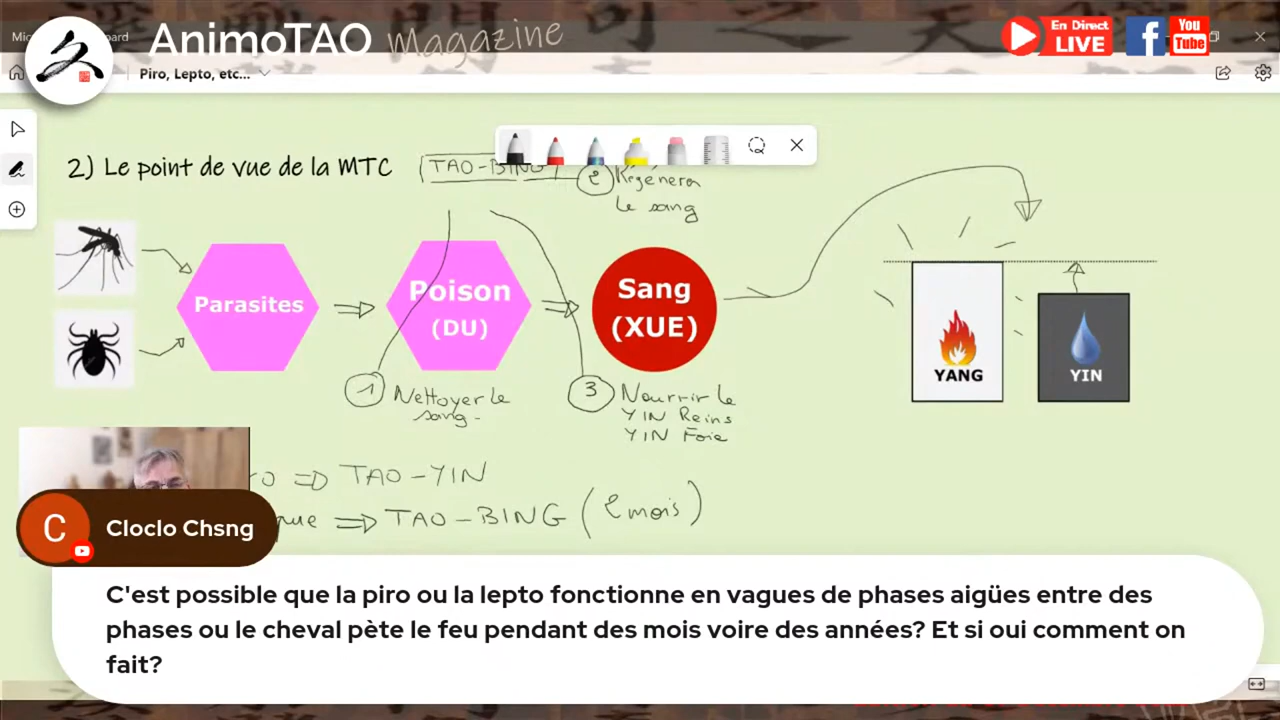 AnimoTAO Magazine
En Direct
LIVE
You
Tube
Piro, Lepto, etc...
2) Le point de vue de la MTC
TAO-BING
2 Régénérer
le sang
Parasites
Poison
(DU)
Sang
(XUE)
YANG
YIN
1 Nettoyer le
sang-
3 Nourrir le
YIN Reins
YIN Foie
⇒ TAO-YIN
⇒ TAO-BING (2 mois)
C
Cloclo Chsng
C'est possible que la piro ou la lepto fonctionne en vagues de phases aigües entre des
phases ou le cheval pète le feu pendant des mois voire des années? Et si oui comment on
fait?